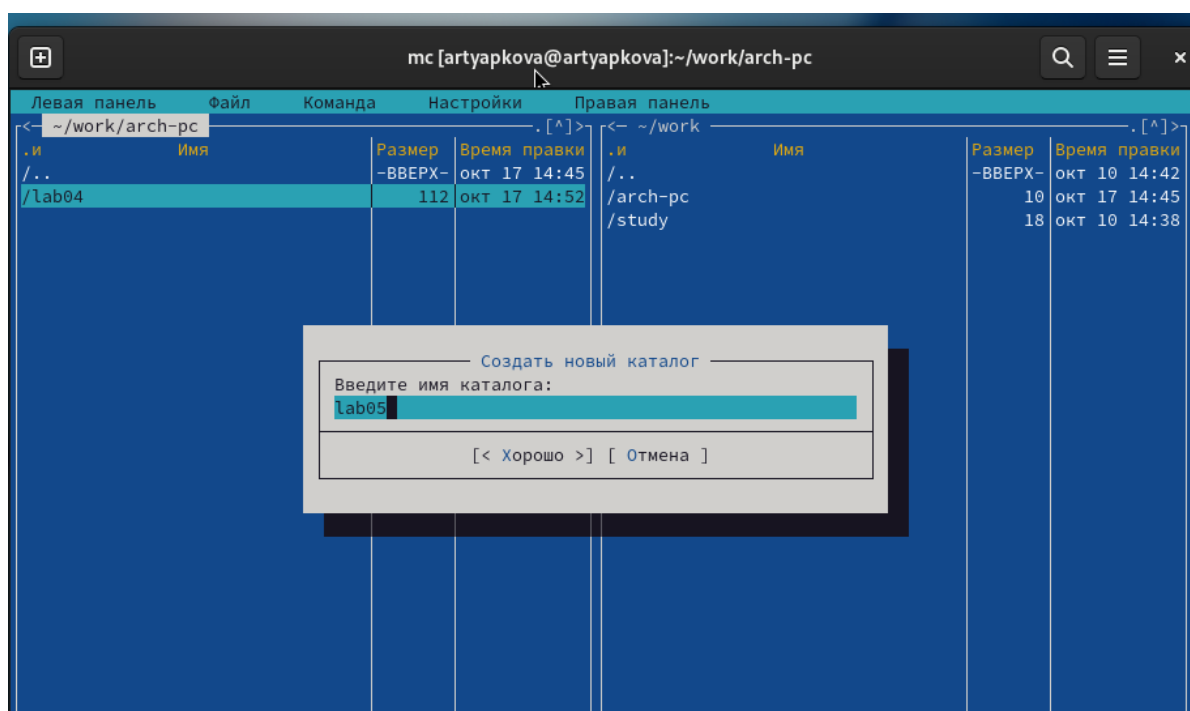 mc [artyapkova@artyapkova]:~/work/arch-pc
Левая панель Файл Команда Настройки Правая панель
<— ~/work/arch-pc .[^]> <— ~/work .[^]>
.и Имя Размер Время правки .и Имя Размер Время правки
/.. -ВВЕРХ- окт 17 14:45 /.. -ВВЕРХ- окт 10 14:42
/lab04 112 окт 17 14:52 /arch-pc 10 окт 17 14:45
/study 18 окт 10 14:38
Создать новый каталог
Введите имя каталога:
lab05
[< Хорошо >] [ Отмена ]